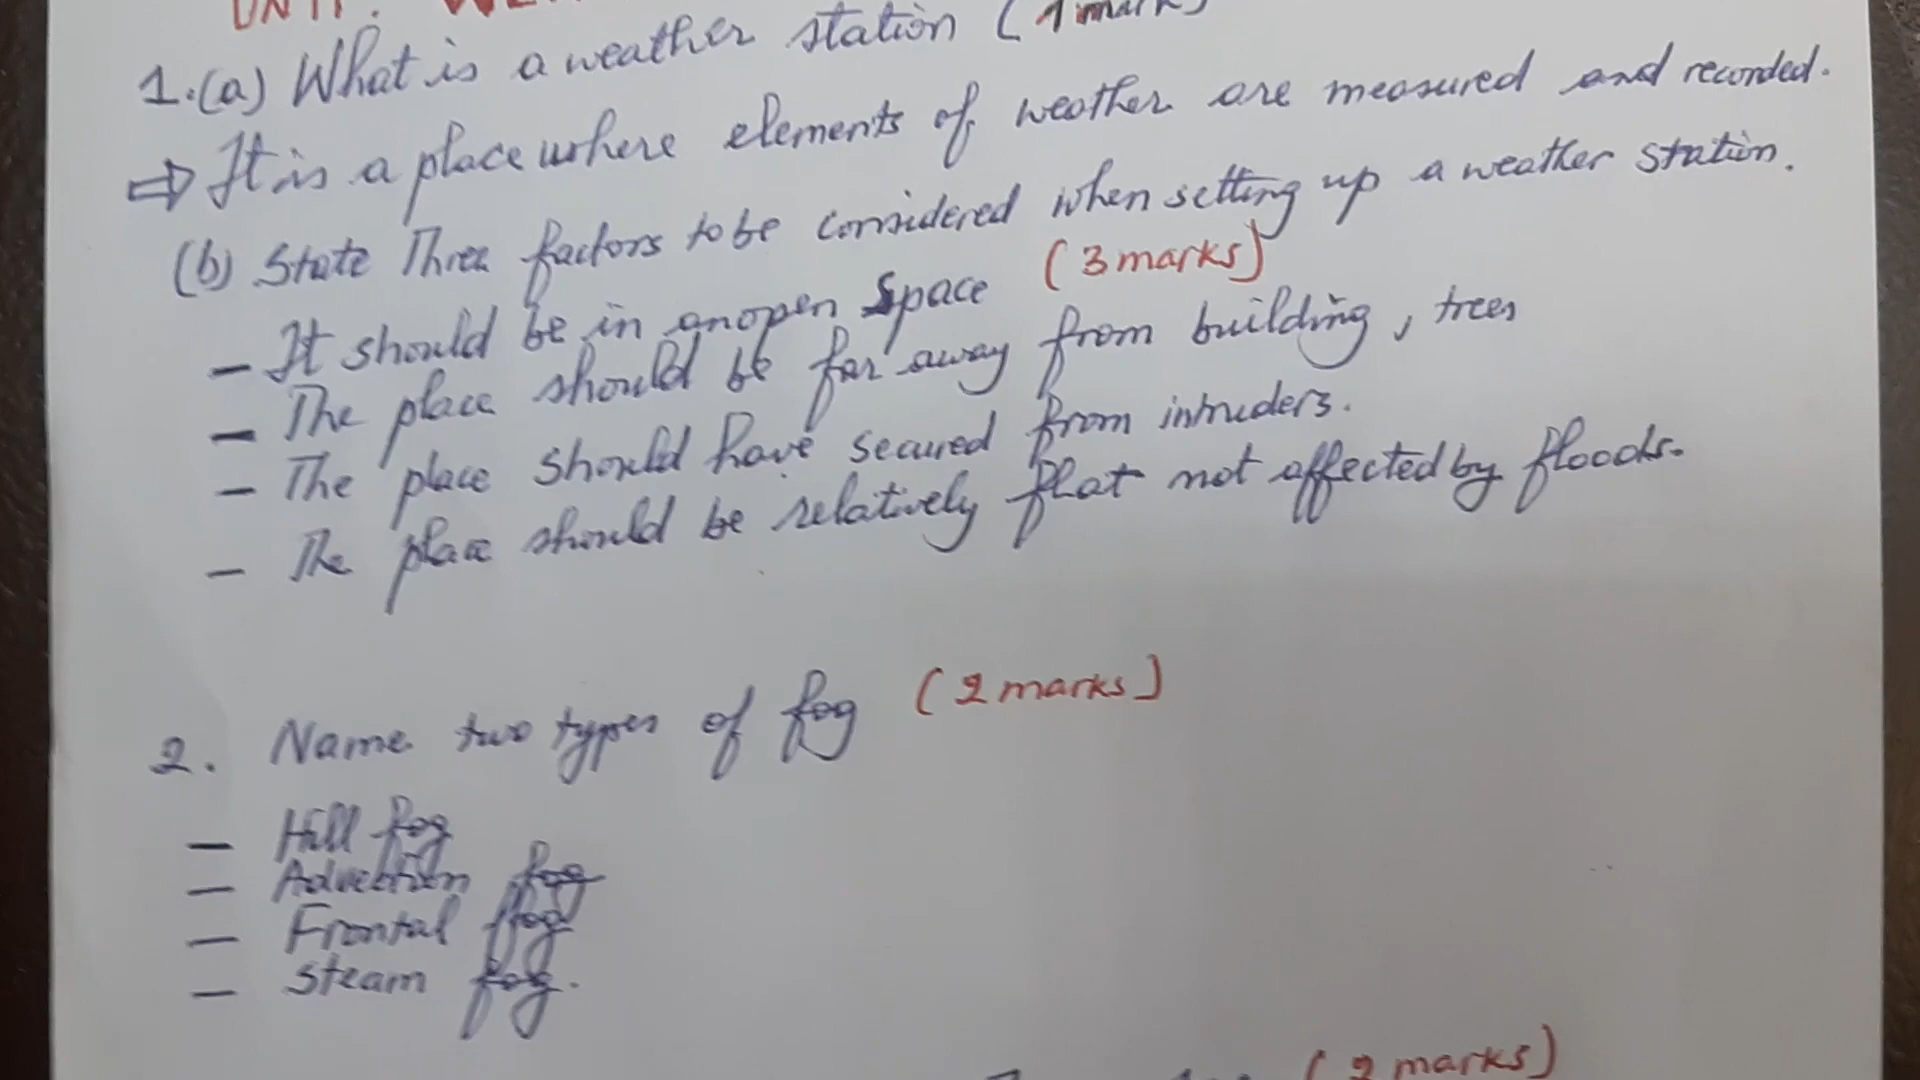 UNIT:
1.(a) What is a weather station (1 mark)
⇒ It is a place where elements of weather are measured and recorded.
(b) State Three factors to be considered when setting up a weather station.
(3 marks)
- It should be in an open space
- The place should be far away from building, trees
- The place should have secured from intruders.
- The place should be relatively flat not affected by floods.
2. Name two types of fog (2 marks)
- Hill fog
- Advection fog
- Frontal fog
- Steam fog.
(2 marks)